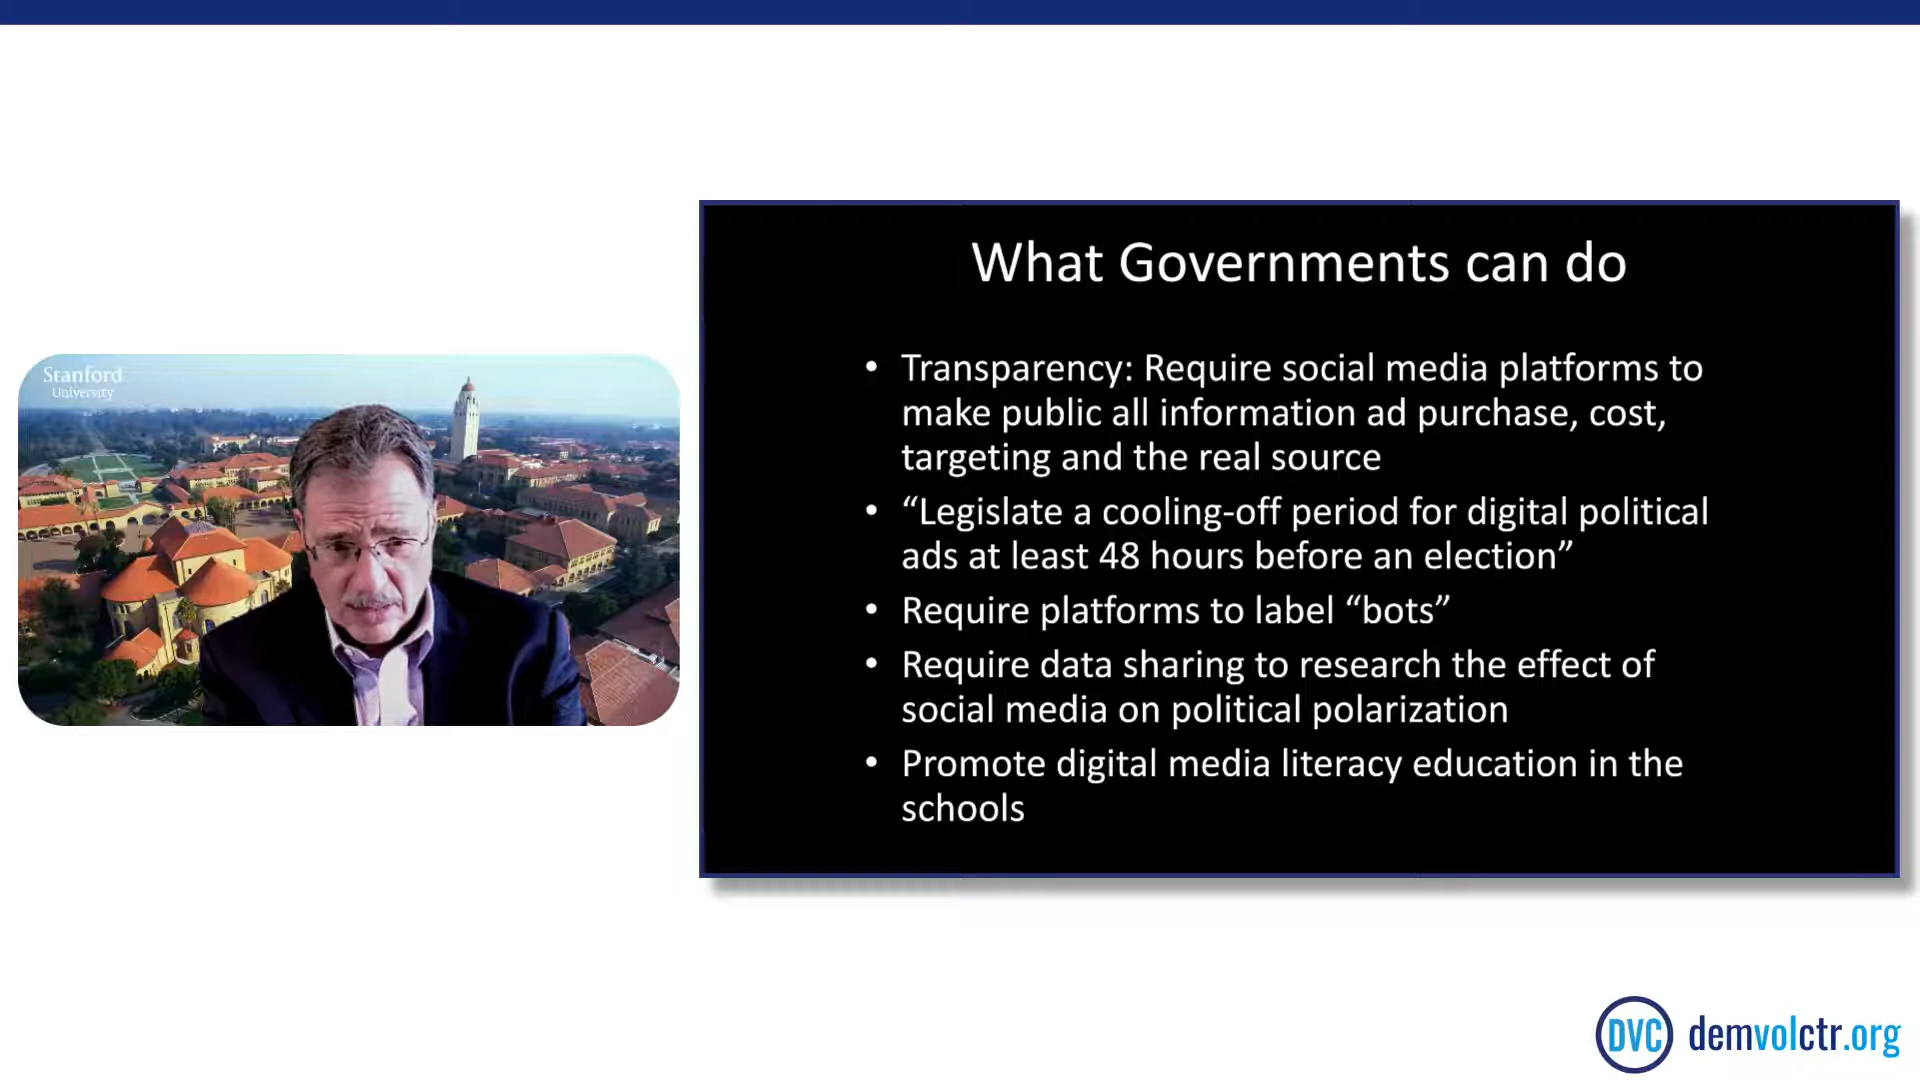 Stanford
University
What Governments can do
• Transparency: Require social media platforms to
make public all information ad purchase, cost,
targeting and the real source
• “Legislate a cooling-off period for digital political
ads at least 48 hours before an election”
• Require platforms to label “bots”
• Require data sharing to research the effect of
social media on political polarization
• Promote digital media literacy education in the
schools
DVC demvolctr.org